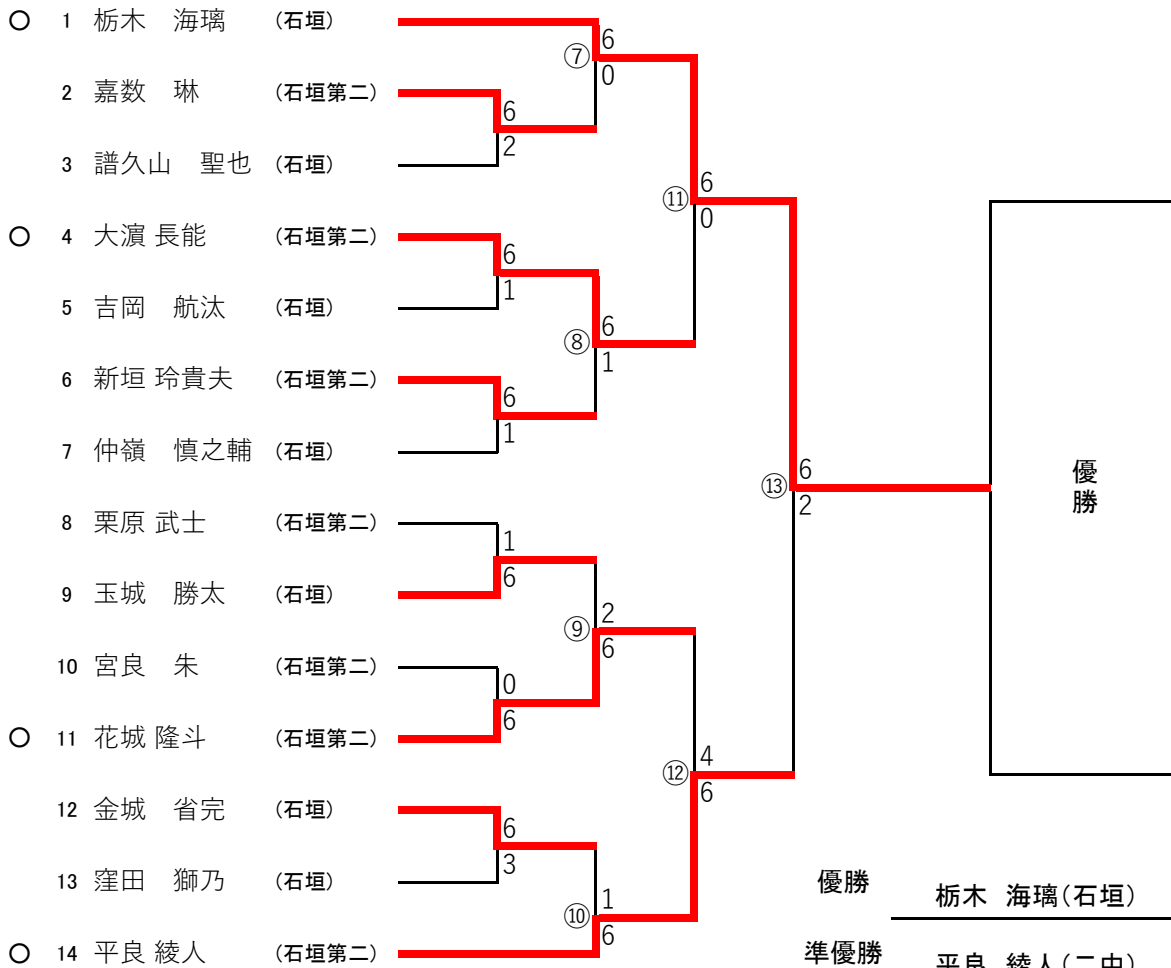 ○ 1 栃木　海璃 (石垣)
6
⑦
0
2 嘉数　琳 (石垣第二)
6
2
3 譜久山　聖也 (石垣)
6
⑪
0
○ 4 大濵 長能 (石垣第二)
6
1
5 吉岡　航汰 (石垣)
6
⑧
1
6 新垣 玲貴夫 (石垣第二)
6
1
7 仲嶺　慎之輔 (石垣)
6
⑬
2
優
勝
8 栗原 武士 (石垣第二)
1
6
9 玉城　勝太 (石垣)
2
⑨
6
10 宮良　朱 (石垣第二)
0
6
○ 11 花城 隆斗 (石垣第二)
4
⑫
6
12 金城　省完 (石垣)
6
3
13 窪田　獅乃 (石垣)
優勝 栃木 海璃(石垣)
1
⑩
6
○ 14 平良 綾人 (石垣第二)
準優勝 平良 綾人(二中)